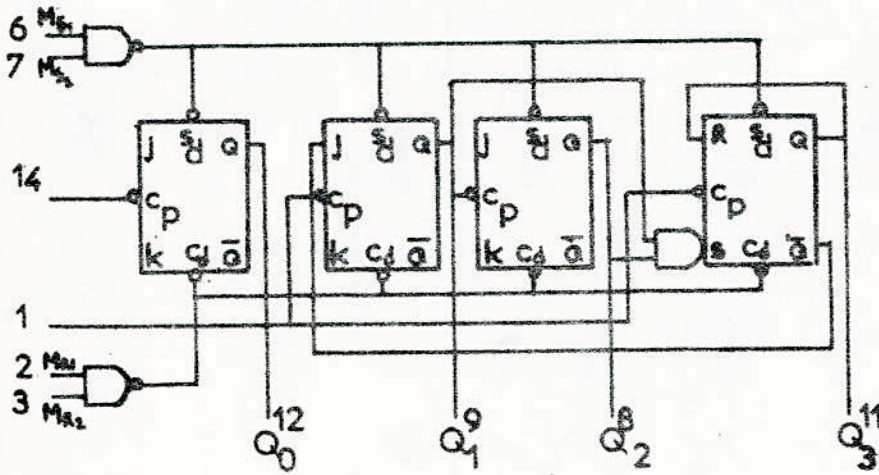 6 MS1
7 MS2
J Sd Q J Sd Q J Sd Q R Sd Q
14
Cp Cp Cp Cp
K Cd Q̅ K Cd Q̅ K Cd Q̅ S Cd Q̅
1
2 MR1
3 MR2
12 9 8 11
Q0 Q1 Q2 Q3